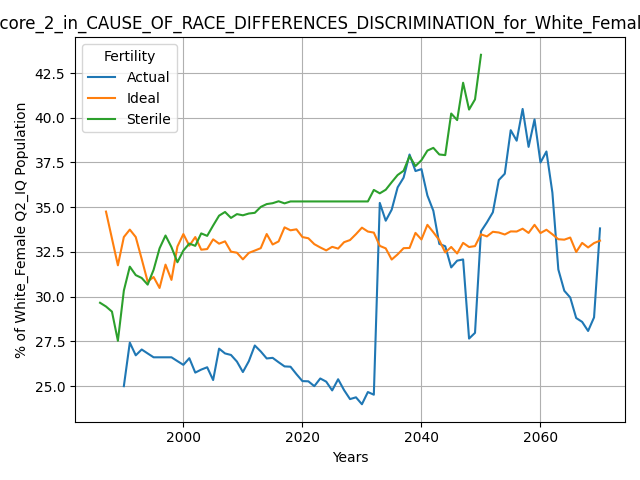 core_2_in_CAUSE_OF_RACE_DIFFERENCES_DISCRIMINATION_for_White_Femal
Fertility
Actual
Ideal
Sterile
% of White_Female Q2_IQ Population
42.5
40.0
37.5
35.0
32.5
30.0
27.5
25.0
2000
2020
2040
2060
Years